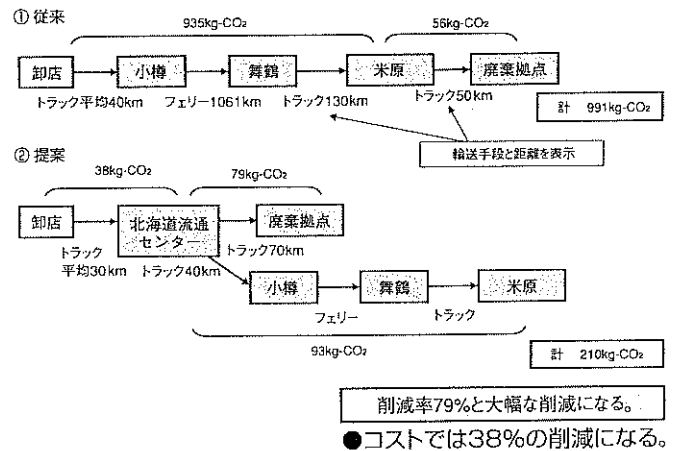 ① 従来
935kg-CO₂
56kg-CO₂
卸店
小樽
舞鶴
米原
廃棄拠点
トラック平均40km
フェリー1061km
トラック130km
トラック50km
計 991kg-CO₂
輸送手段と距離を表示
② 提案
38kg-CO₂
79kg-CO₂
卸店
北海道流通
センター
廃棄拠点
トラック
平均30km
トラック40km
トラック70km
小樽
舞鶴
米原
フェリー
トラック
93kg-CO₂
計 210kg-CO₂
削減率79%と大幅な削減になる。
●コストでは38%の削減になる。